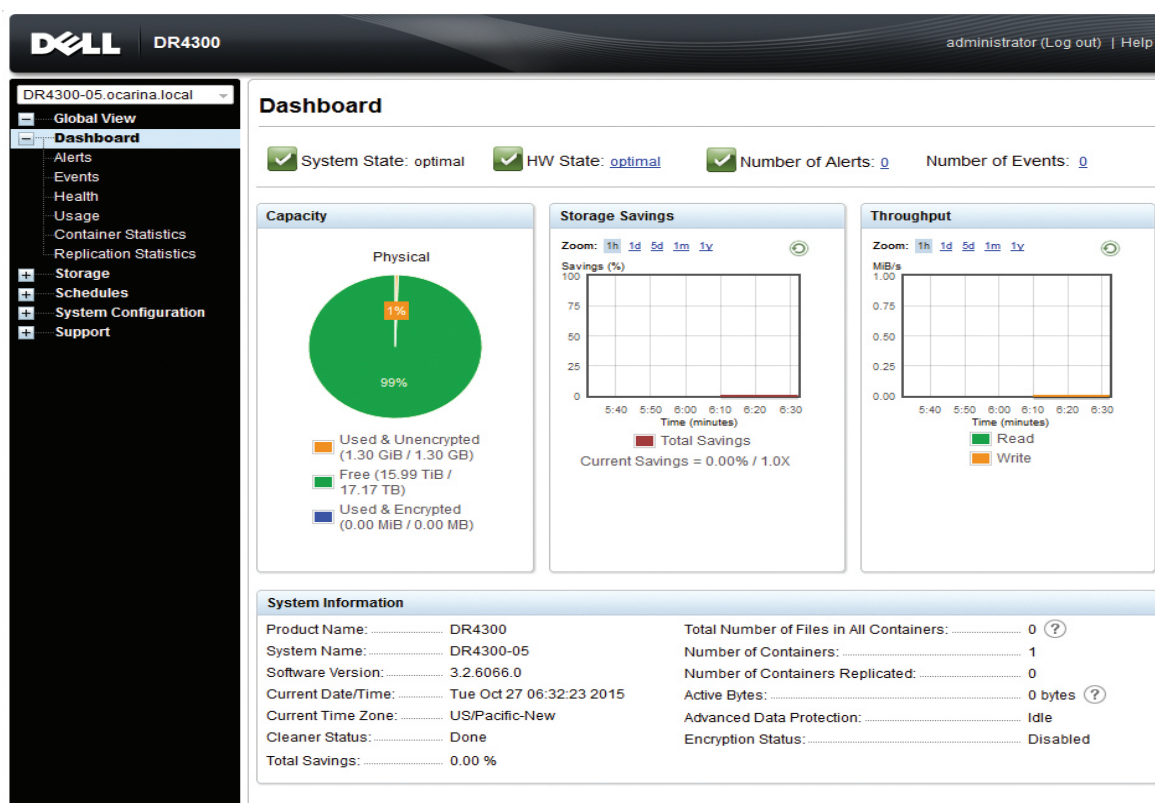 DELL DR4300
administrator (Log out) | Help
DR4300-05.ocarina.local
Global View
Dashboard
Alerts
Events
Health
Usage
Container Statistics
Replication Statistics
Storage
Schedules
System Configuration
Support
Dashboard
System State: optimal HW State: optimal Number of Alerts: 0 Number of Events: 0
Capacity
Physical
1%
99%
Used & Unencrypted
(1.30 GiB / 1.30 GB)
Free (15.99 TiB /
17.17 TB)
Used & Encrypted
(0.00 MiB / 0.00 MB)
Storage Savings
Zoom: 1h 1d 5d 1m 1y
Savings (%)
100
75
50
25
0
5:40 5:50 6:00 6:10 6:20 6:30
Time (minutes)
Total Savings
Current Savings = 0.00% / 1.0X
Throughput
Zoom: 1h 1d 5d 1m 1y
MiB/s
1.00
0.75
0.50
0.25
0.00
5:40 5:50 6:00 6:10 6:20 6:30
Time (minutes)
Read
Write
System Information
Product Name: DR4300
System Name: DR4300-05
Software Version: 3.2.6066.0
Current Date/Time: Tue Oct 27 06:32:23 2015
Current Time Zone: US/Pacific-New
Cleaner Status: Done
Total Savings: 0.00 %
Total Number of Files in All Containers: 0 ?
Number of Containers: 1
Number of Containers Replicated: 0
Active Bytes: 0 bytes ?
Advanced Data Protection: Idle
Encryption Status: Disabled